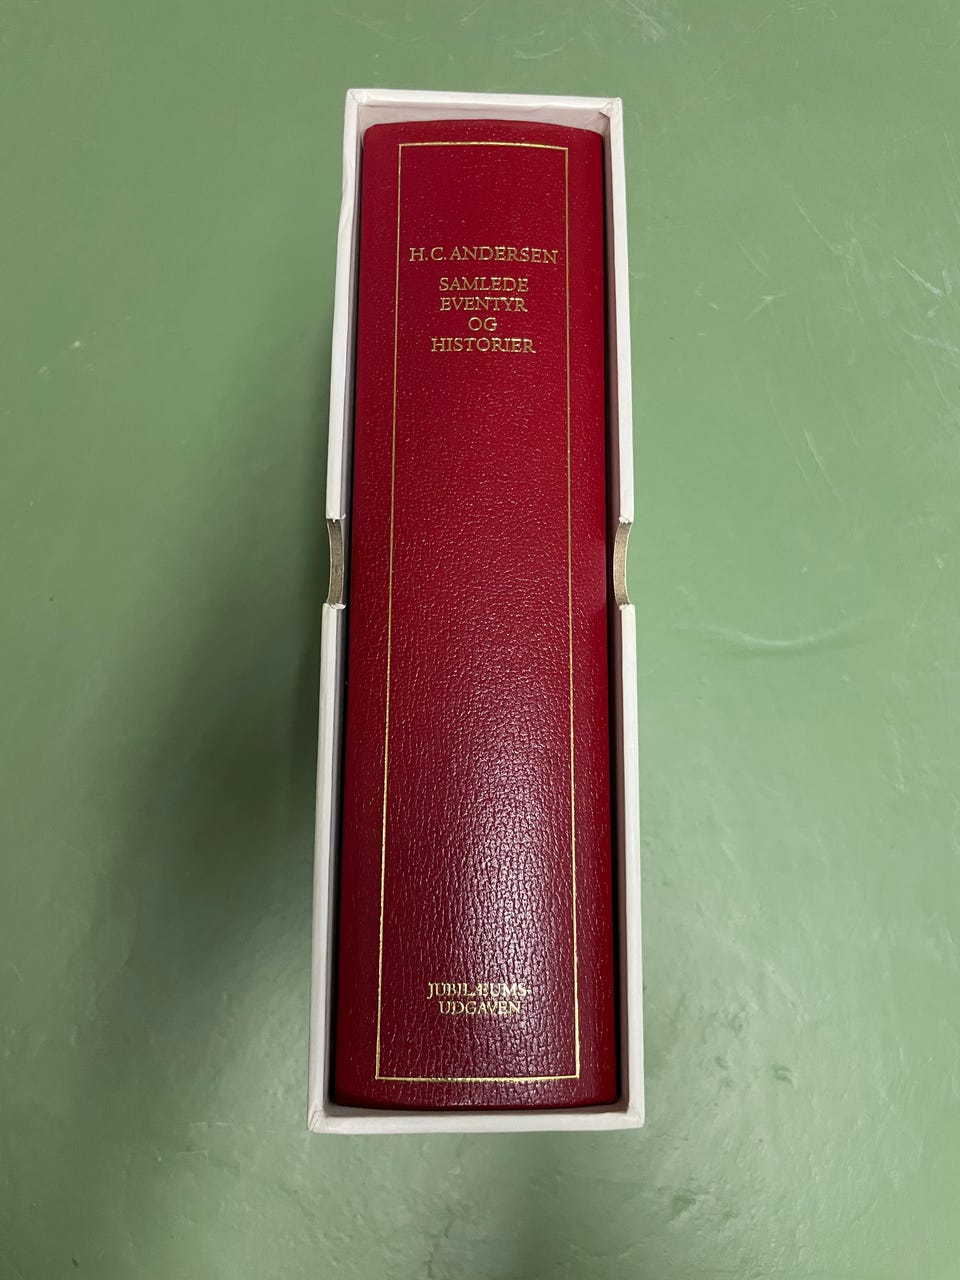 H.C. ANDERSEN
SAMLEDE
EVENTYR
OG
HISTORIER
JUBILÆUMS-
UDGAVEN